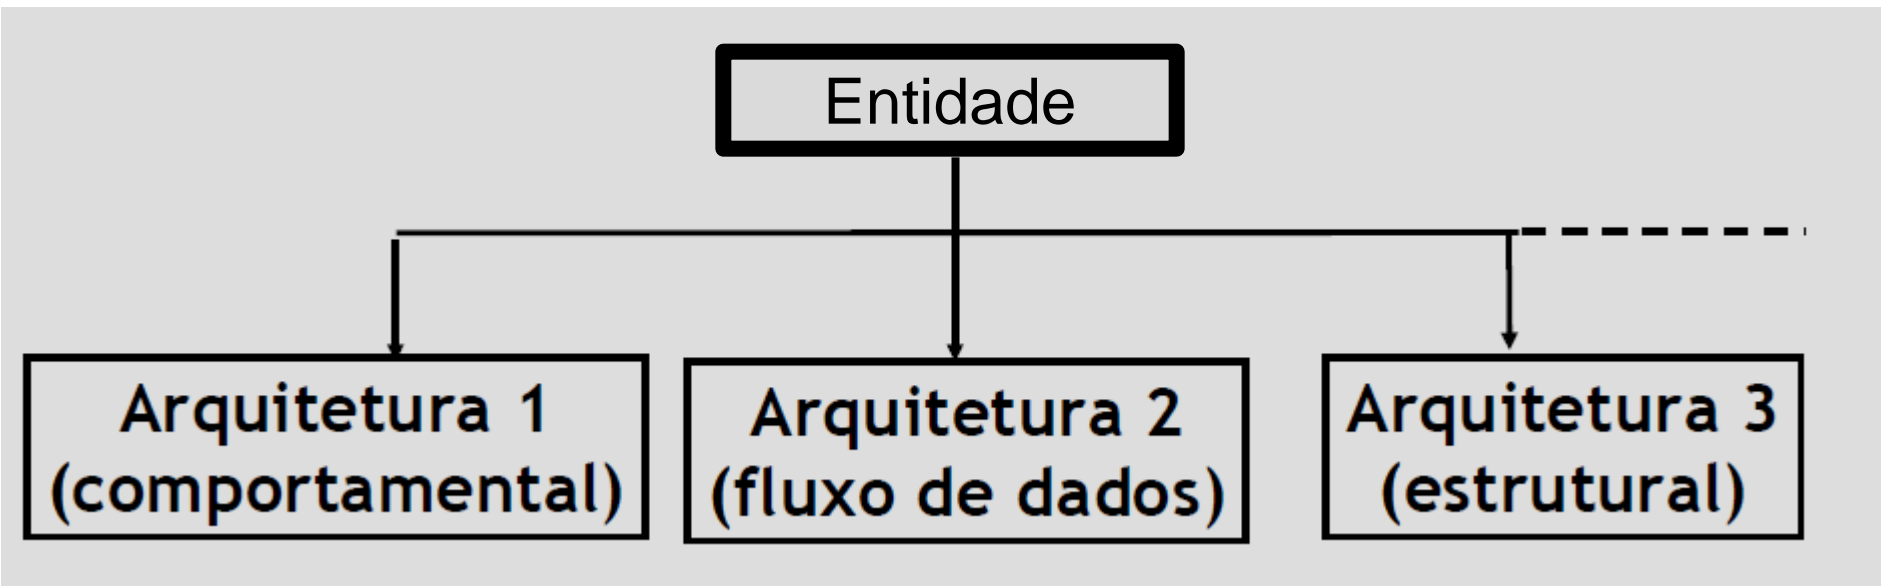 Entidade
Arquitetura 1
(comportamental)
Arquitetura 2
(fluxo de dados)
Arquitetura 3
(estrutural)